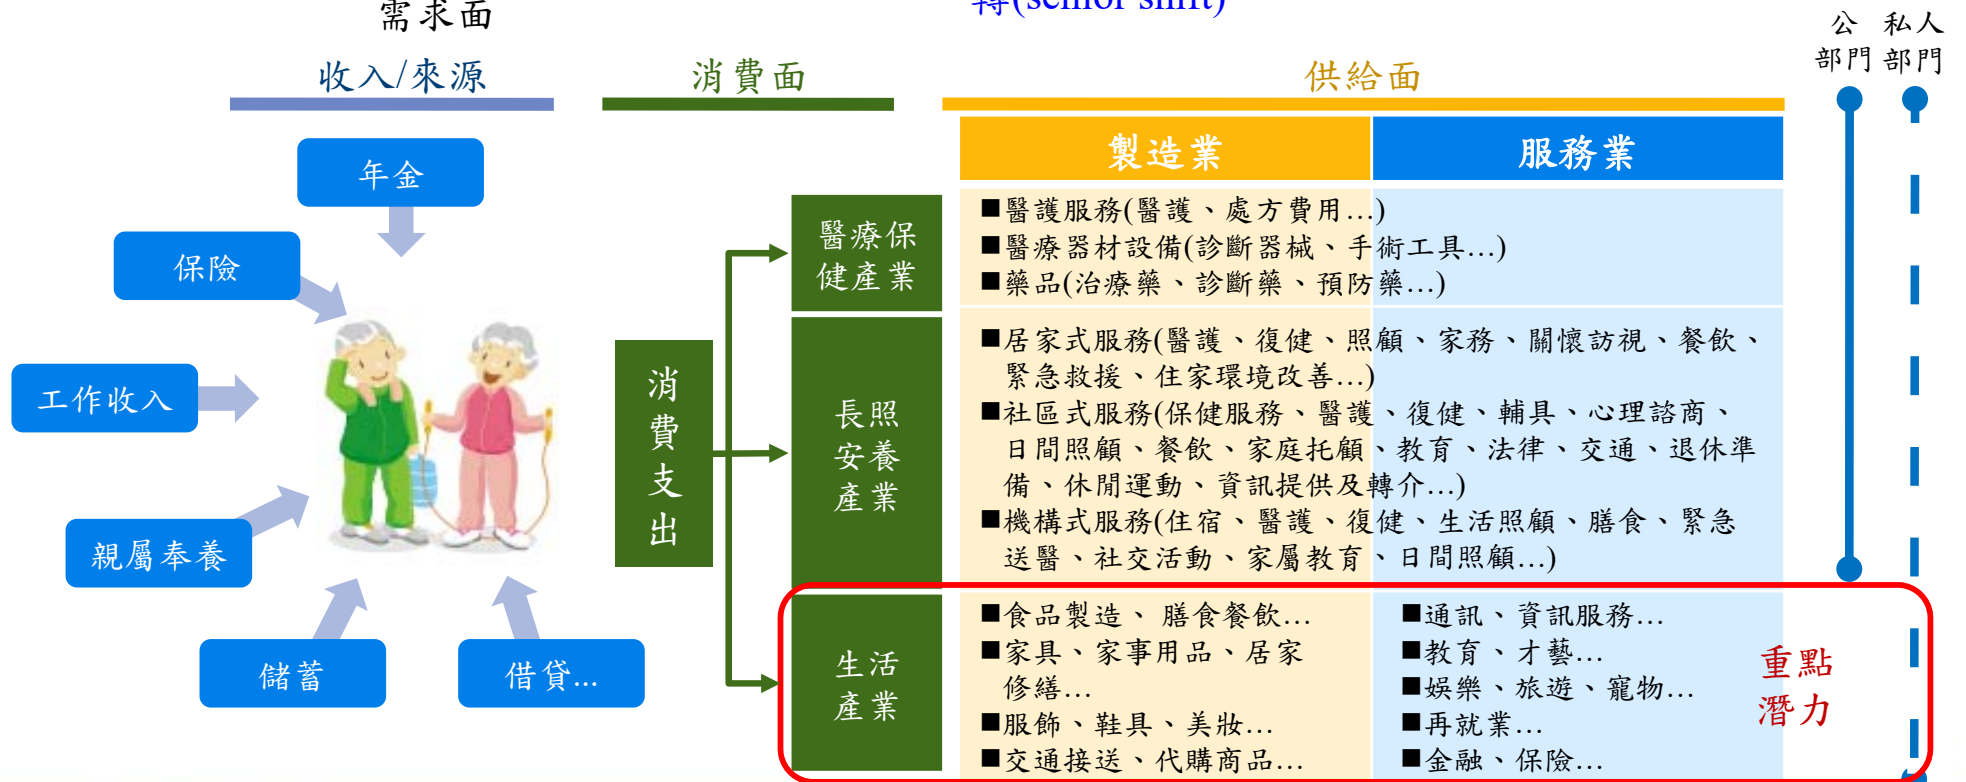 需求面
轉(senior shift)
公 私人
部門 部門
收入/來源
消費面
供給面
年金
保險
工作收入
親屬奉養
儲蓄
借貸...
消
費
支
出
製造業
服務業
醫療保
健產業
■醫護服務(醫護、處方費用...)
■醫療器材設備(診斷器械、手術工具...)
■藥品(治療藥、診斷藥、預防藥...)
長照
安養
產業
■居家式服務(醫護、復健、照顧、家務、關懷訪視、餐飲、
緊急救援、住家環境改善...)
■社區式服務(保健服務、醫護、復健、輔具、心理諮商、
日間照顧、餐飲、家庭托顧、教育、法律、交通、退休準
備、休閒運動、資訊提供及轉介...)
■機構式服務(住宿、醫護、復健、生活照顧、膳食、緊急
送醫、社交活動、家屬教育、日間照顧...)
生活
產業
■食品製造、 膳食餐飲...
■家具、家事用品、居家
修繕...
■服飾、鞋具、美妝...
■交通接送、代購商品...
■通訊、資訊服務...
■教育、才藝...
■娛樂、旅遊、寵物...
■再就業...
■金融、保險...
重點
潛力